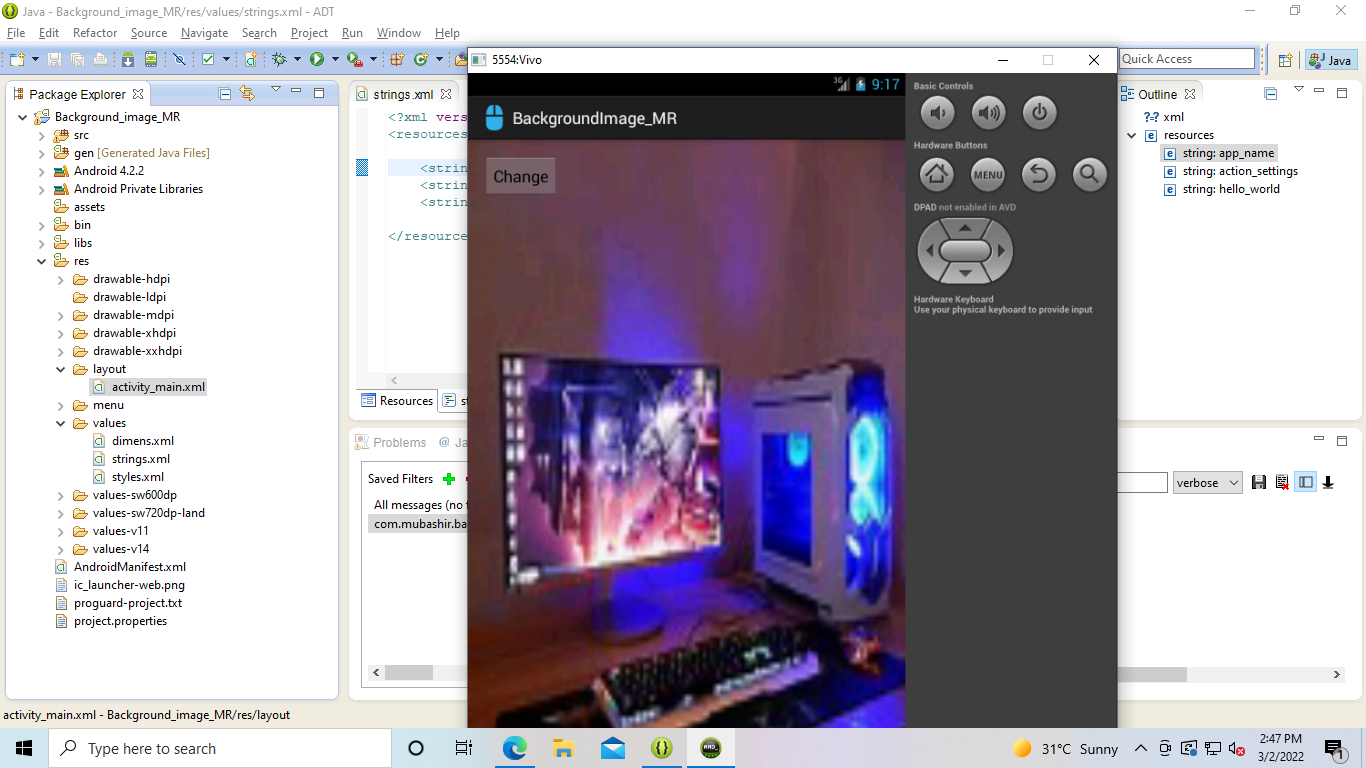 Java - Background_image_MR/res/values/strings.xml - ADT
File Edit Refactor Source Navigate Search Project Run Window Help
Quick Access
Java
Package Explorer
Background_image_MR
src
gen [Generated Java Files]
Android 4.2.2
Android Private Libraries
assets
bin
libs
res
drawable-hdpi
drawable-ldpi
drawable-mdpi
drawable-xhdpi
drawable-xxhdpi
layout
activity_main.xml
menu
values
dimens.xml
strings.xml
styles.xml
values-sw600dp
values-sw720dp-land
values-v11
values-v14
AndroidManifest.xml
ic_launcher-web.png
proguard-project.txt
project.properties
strings.xml
<?xml vers
<resources
<strin
<strin
<strin
</resource
Resources st
Problems @ Ja
Saved Filters
All messages (no
com.mubashir.ba
5554:Vivo
3G 9:17
BackgroundImage_MR
Change
Basic Controls
Hardware Buttons
MENU
DPAD not enabled in AVD
Hardware Keyboard
Use your physical keyboard to provide input
Outline
xml
resources
string: app_name
string: action_settings
string: hello_world
verbose
activity_main.xml - Background_image_MR/res/layout
Type here to search
31°C Sunny
2:47 PM
3/2/2022
1